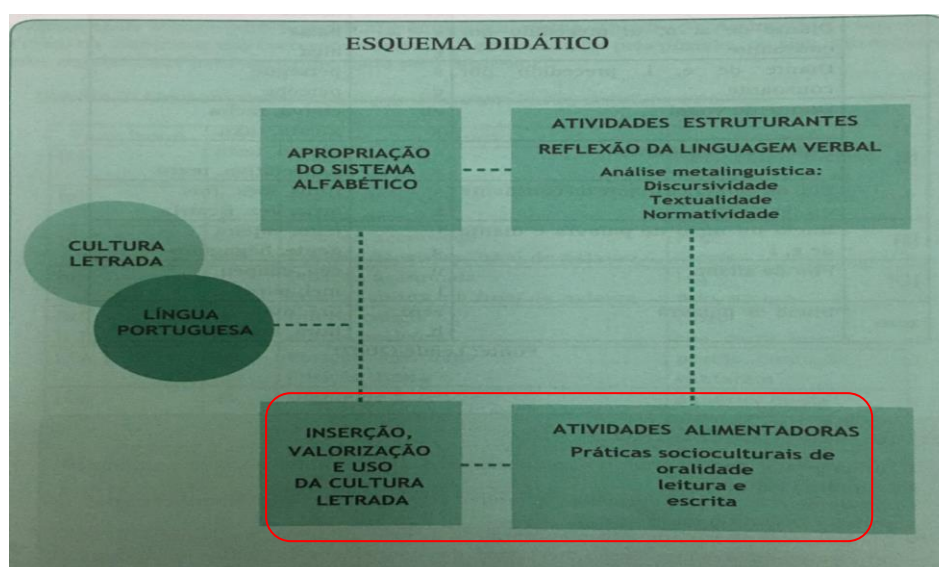 ESQUEMA DIDÁTICO
APROPRIAÇÃO
DO SISTEMA
ALFABÉTICO
ATIVIDADES ESTRUTURANTES
REFLEXÃO DA LINGUAGEM VERBAL
Análise metalinguística:
Discursividade
Textualidade
Normatividade
CULTURA
LETRADA
LÍNGUA
PORTUGUESA
INSERÇÃO,
VALORIZAÇÃO
E USO
DA CULTURA
LETRADA
ATIVIDADES ALIMENTADORAS
Práticas socioculturais de
oralidade
leitura e
escrita